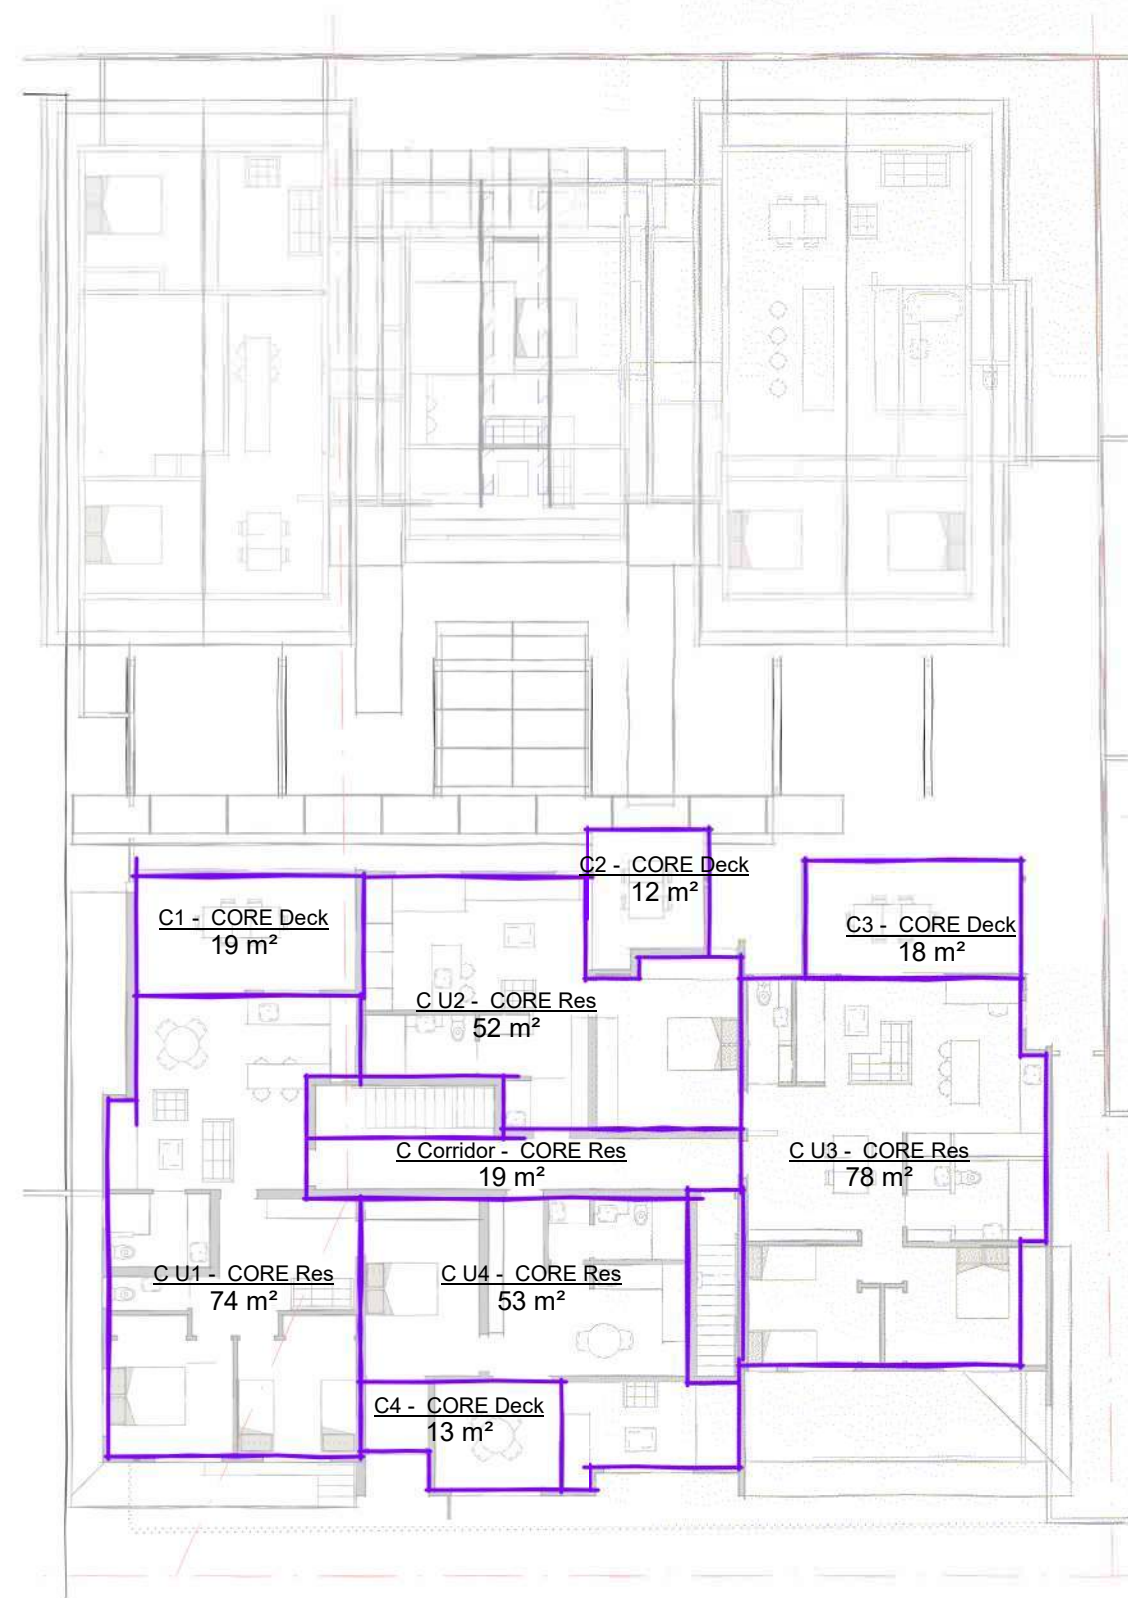 C2 - CORE Deck
12 m²
C1 - CORE Deck
19 m²
C3 - CORE Deck
18 m²
C U2 - CORE Res
52 m²
C Corridor - CORE Res
19 m²
C U3 - CORE Res
78 m²
C U1 - CORE Res
74 m²
C U4 - CORE Res
53 m²
C4 - CORE Deck
13 m²